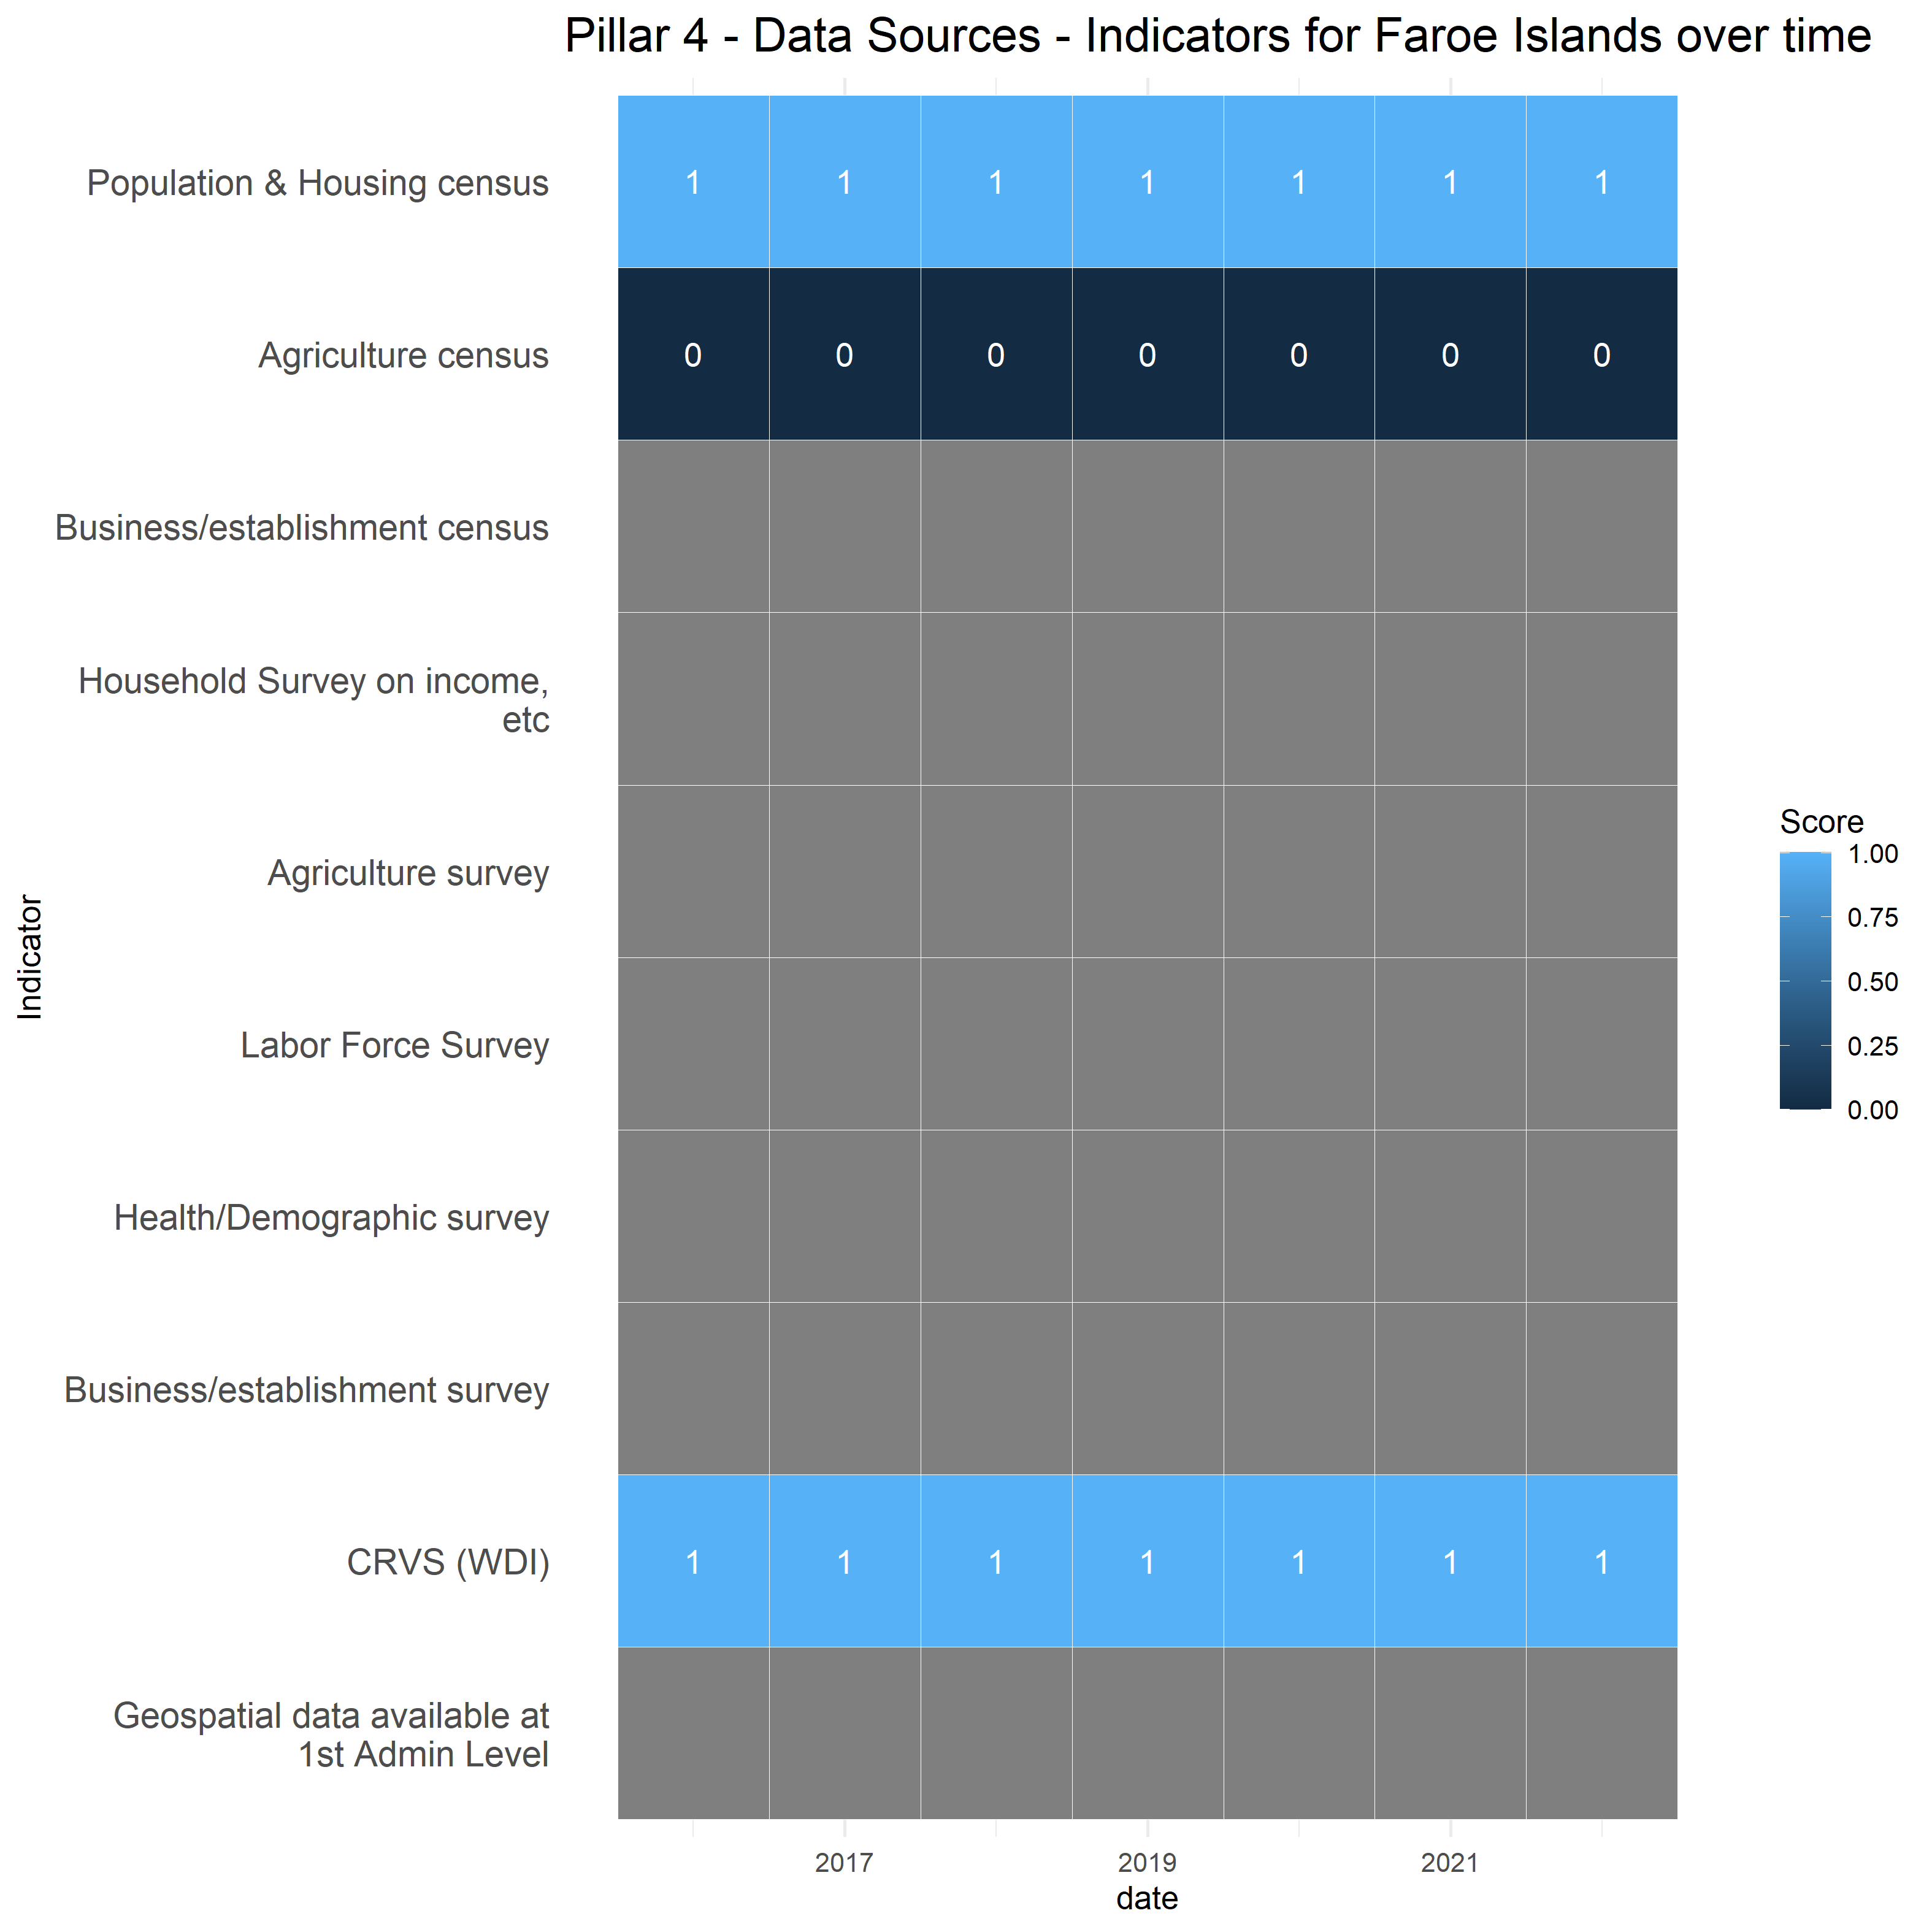 Pillar 4 - Data Sources - Indicators for Faroe Islands over time
Population & Housing census
1 1 1 1 1 1 1
Agriculture census
0 0 0 0 0 0 0
Business/establishment census
Household Survey on income,
etc
Agriculture survey
Labor Force Survey
Health/Demographic survey
Business/establishment survey
CRVS (WDI)
1 1 1 1 1 1 1
Geospatial data available at
1st Admin Level
Indicator
2017 2019 2021
date
Score
1.00
0.75
0.50
0.25
0.00